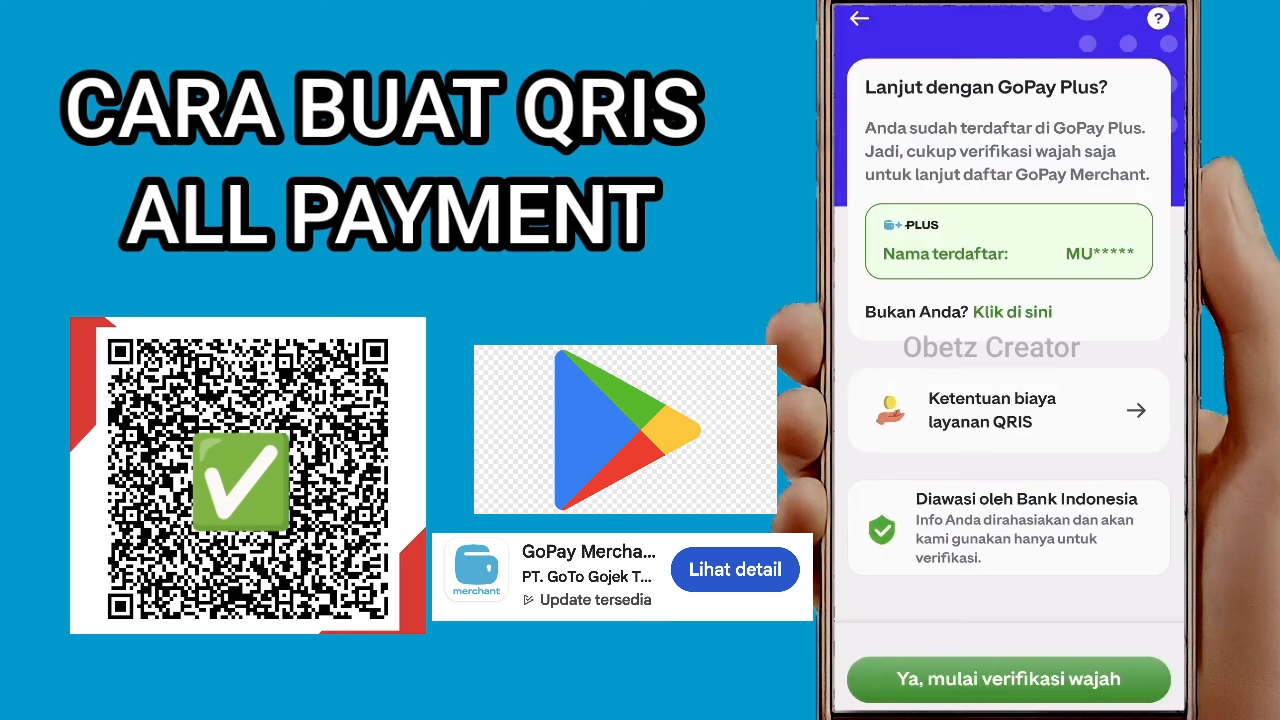 CARA BUAT QRIS
ALL PAYMENT
GoPay Mercha...
PT. GoTo Gojek T...
Update tersedia
Lihat detail
merchant
?
Lanjut dengan GoPay Plus?
Anda sudah terdaftar di GoPay Plus.
Jadi, cukup verifikasi wajah saja
untuk lanjut daftar GoPay Merchant.
PLUS
Nama terdaftar: MU*****
Bukan Anda? Klik di sini
Obetz Creator
Ketentuan biaya
layanan QRIS
Diawasi oleh Bank Indonesia
Info Anda dirahasiakan dan akan
kami gunakan hanya untuk
verifikasi.
Ya, mulai verifikasi wajah